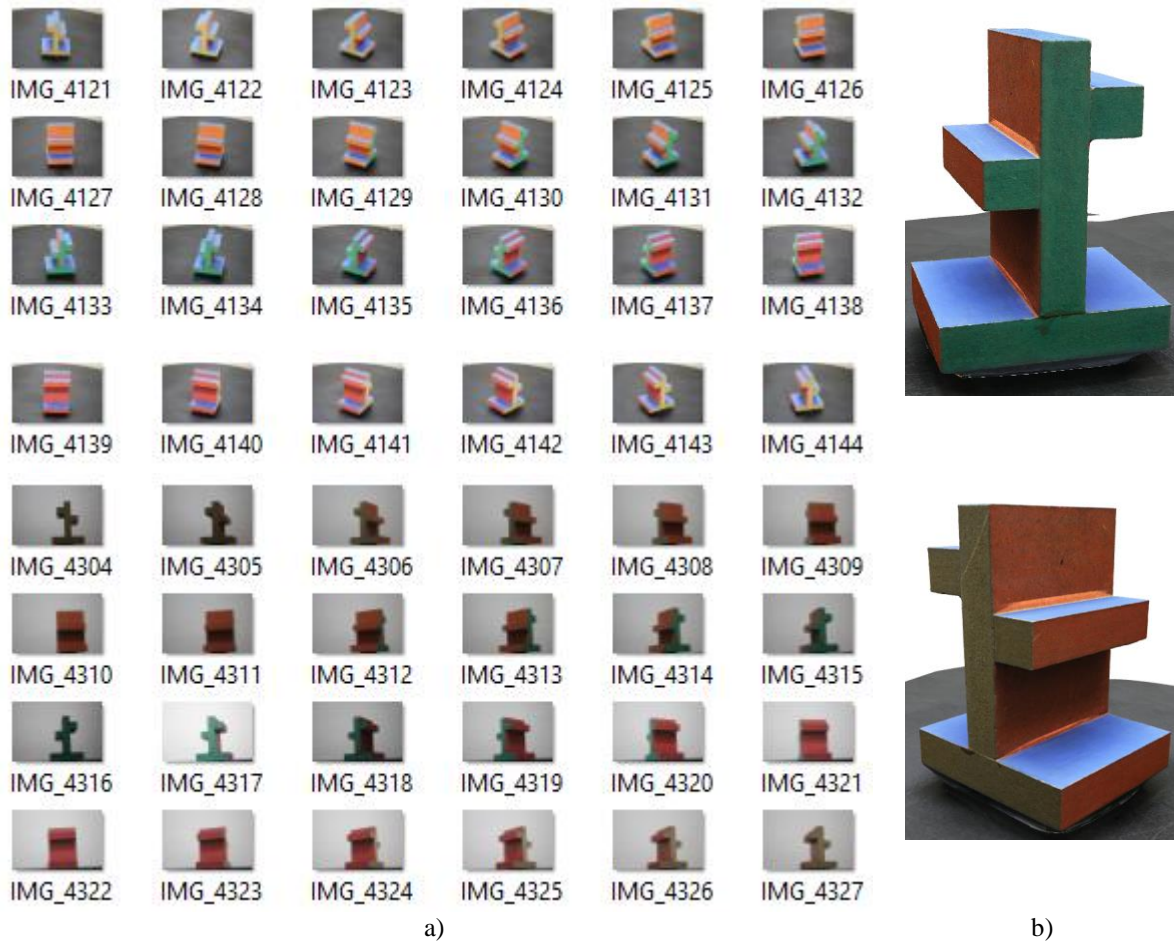 IMG_4121 IMG_4122 IMG_4123 IMG_4124 IMG_4125 IMG_4126
IMG_4127 IMG_4128 IMG_4129 IMG_4130 IMG_4131 IMG_4132
IMG_4133 IMG_4134 IMG_4135 IMG_4136 IMG_4137 IMG_4138
IMG_4139 IMG_4140 IMG_4141 IMG_4142 IMG_4143 IMG_4144
IMG_4304 IMG_4305 IMG_4306 IMG_4307 IMG_4308 IMG_4309
IMG_4310 IMG_4311 IMG_4312 IMG_4313 IMG_4314 IMG_4315
IMG_4316 IMG_4317 IMG_4318 IMG_4319 IMG_4320 IMG_4321
IMG_4322 IMG_4323 IMG_4324 IMG_4325 IMG_4326 IMG_4327
a) b)